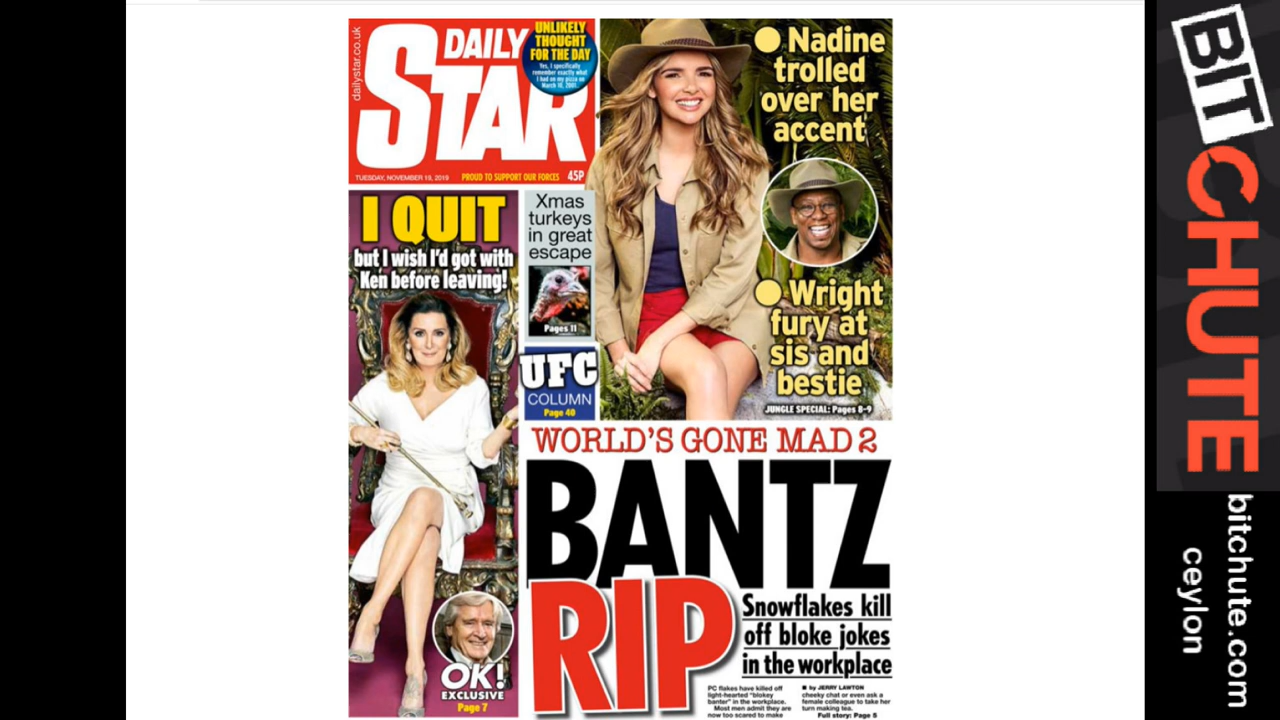 dailystar.co.uk
DAILY
STAR
UNLIKELY
THOUGHT
FOR THE DAY
Yes, I specifically
remember exactly what
I had on my pizza on
March 10, 2001.
TUESDAY, NOVEMBER 19, 2019
PROUD TO SUPPORT OUR FORCES
45P
Nadine
trolled
over her
accent
Wright
fury at
sis and
bestie
JUNGLE SPECIAL: Pages 8-9
I QUIT
but I wish I'd got with
Ken before leaving!
OK!
EXCLUSIVE
Page 7
Xmas
turkeys
in great
escape
Pages 11
UFC
COLUMN
Page 40
WORLD'S GONE MAD 2
BANTZ
RIP
Snowflakes kill
off bloke jokes
in the workplace
PC flakes have killed off
light-hearted "blokey
banter" in the workplace.
Most men admit they are
now too scared to make
■ by JERRY LAWTON
cheeky chat or even ask a
female colleague to take her
turn making tea.
Full story: Page 5
BITCHUTE
bitchute.com
ceylon